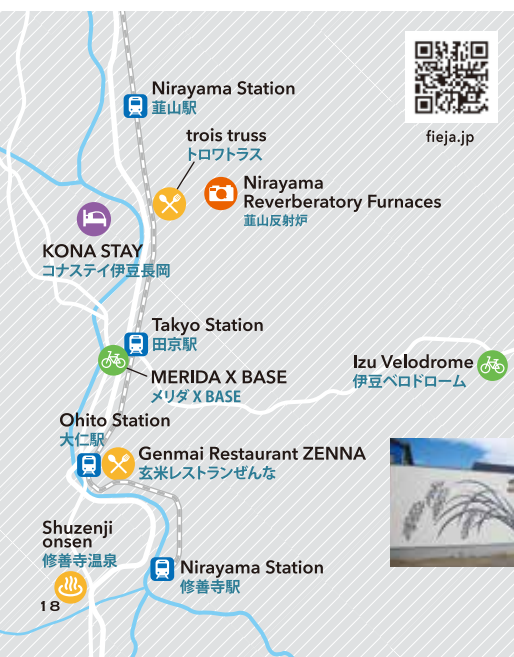 fieja.jp
Nirayama Station
韮山駅
trois truss
トロワトラス
Nirayama
Reverberatory Furnaces
韮山反射炉
KONA STAY
コナステイ伊豆長岡
Takyo Station
田京駅
MERIDA X BASE
メリダ X BASE
Izu Velodrome
伊豆ベロドローム
Ohito Station
大仁駅
Genmai Restaurant ZENNA
玄米レストランぜんな
Shuzenji
onsen
修善寺温泉
18
Nirayama Station
修善寺駅